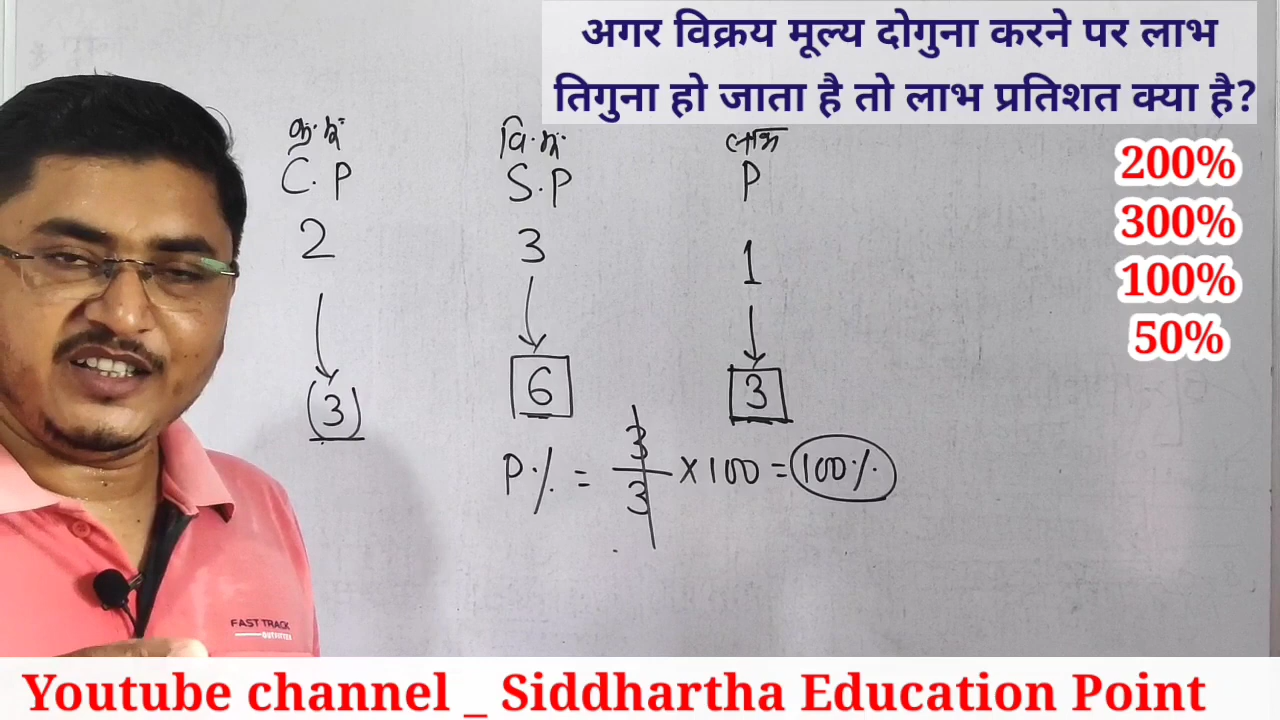 अगर विक्रय मूल्य दोगुना करने पर लाभ
तिगुना हो जाता है तो लाभ प्रतिशत क्या है?
क्र.मू. वि.मू. लाभ
C.P S.P P
2 3 1
(3) 6 3
P% = 3/3 × 100 = 100%
200%
300%
100%
50%
FAST TRACK
Youtube channel _ Siddhartha Education Point